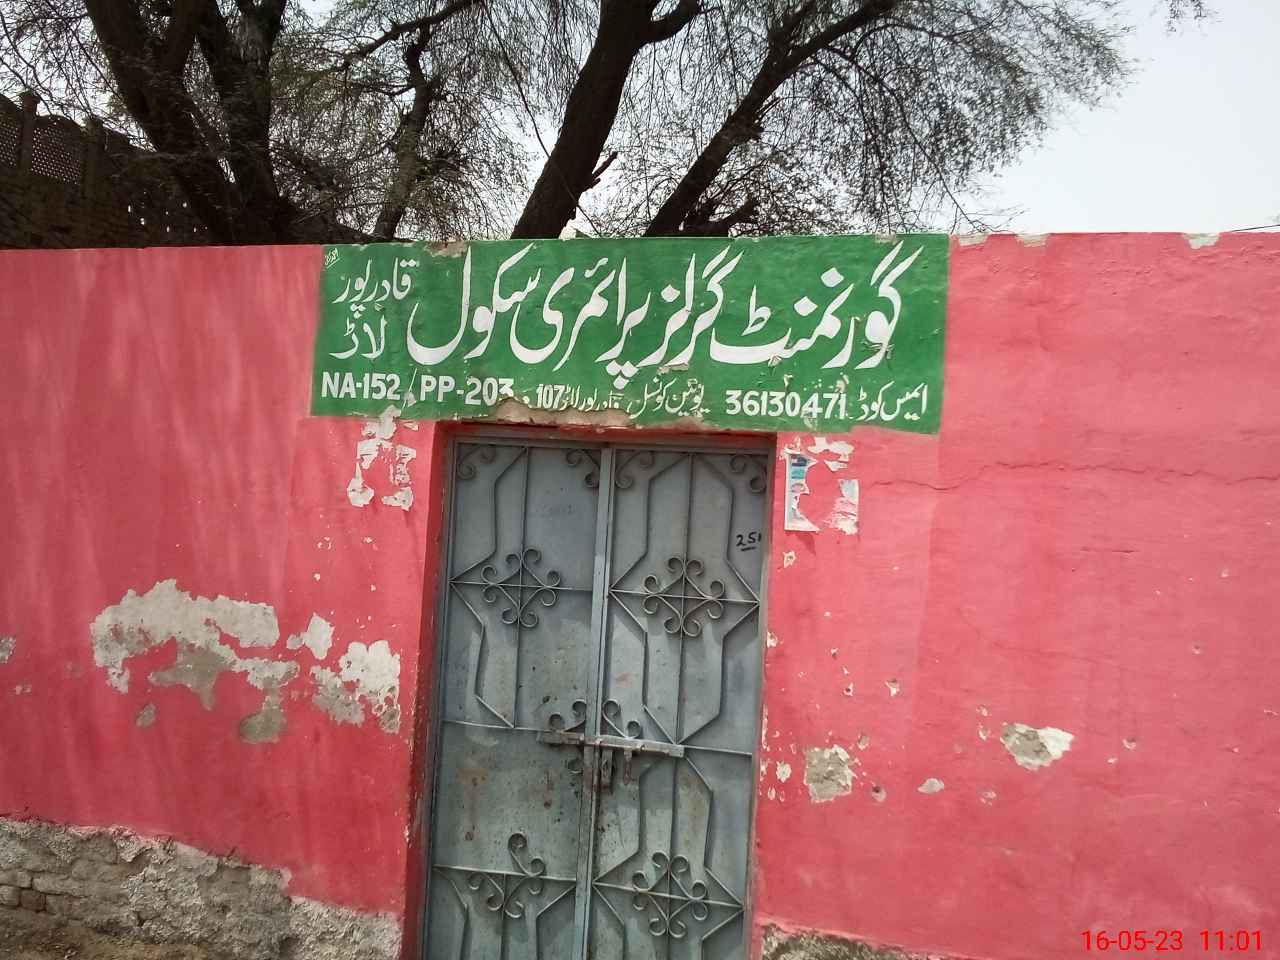 گورنمنٹ گرلز پرائمری سکول قادرپور لاڑ
ایمیس کوڈ 36130471 یونین کونسل قادرپور لاڑ 107 NA-152 / PP-203
251
16-05-23 11:01